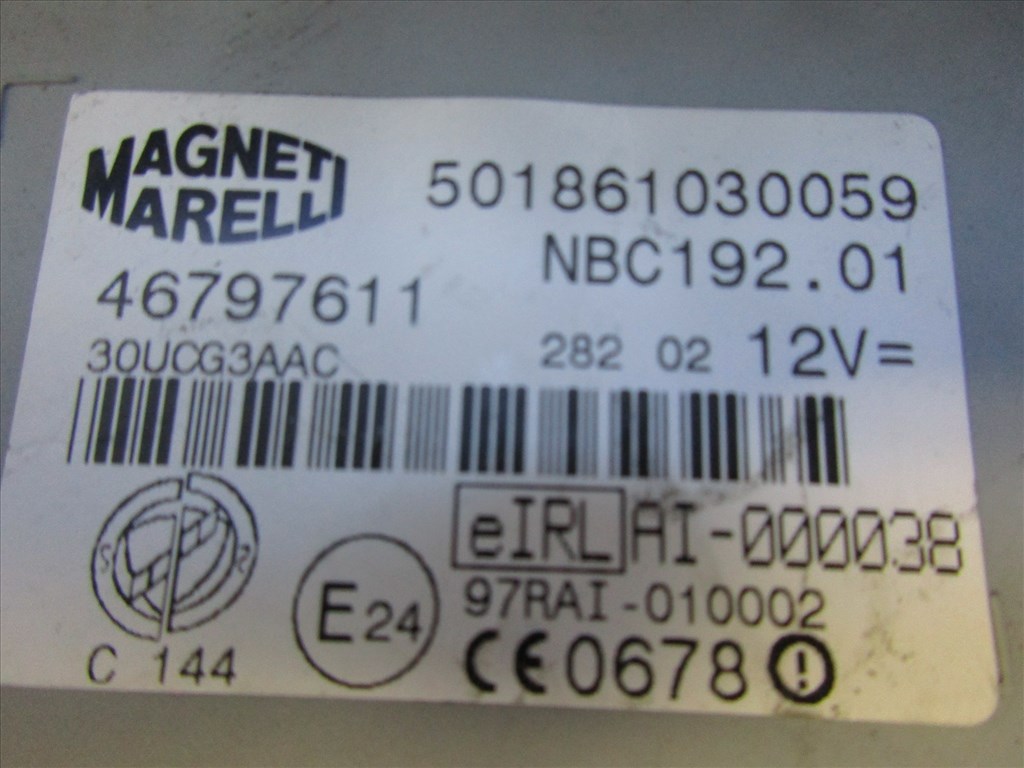 MAGNETI
MARELLI
501861030059
NBC192.01
46797611
30UCG3AAC
282 02 12V=
eIRL AI-000038
97RAI-010002
E24
C 144
CE0678